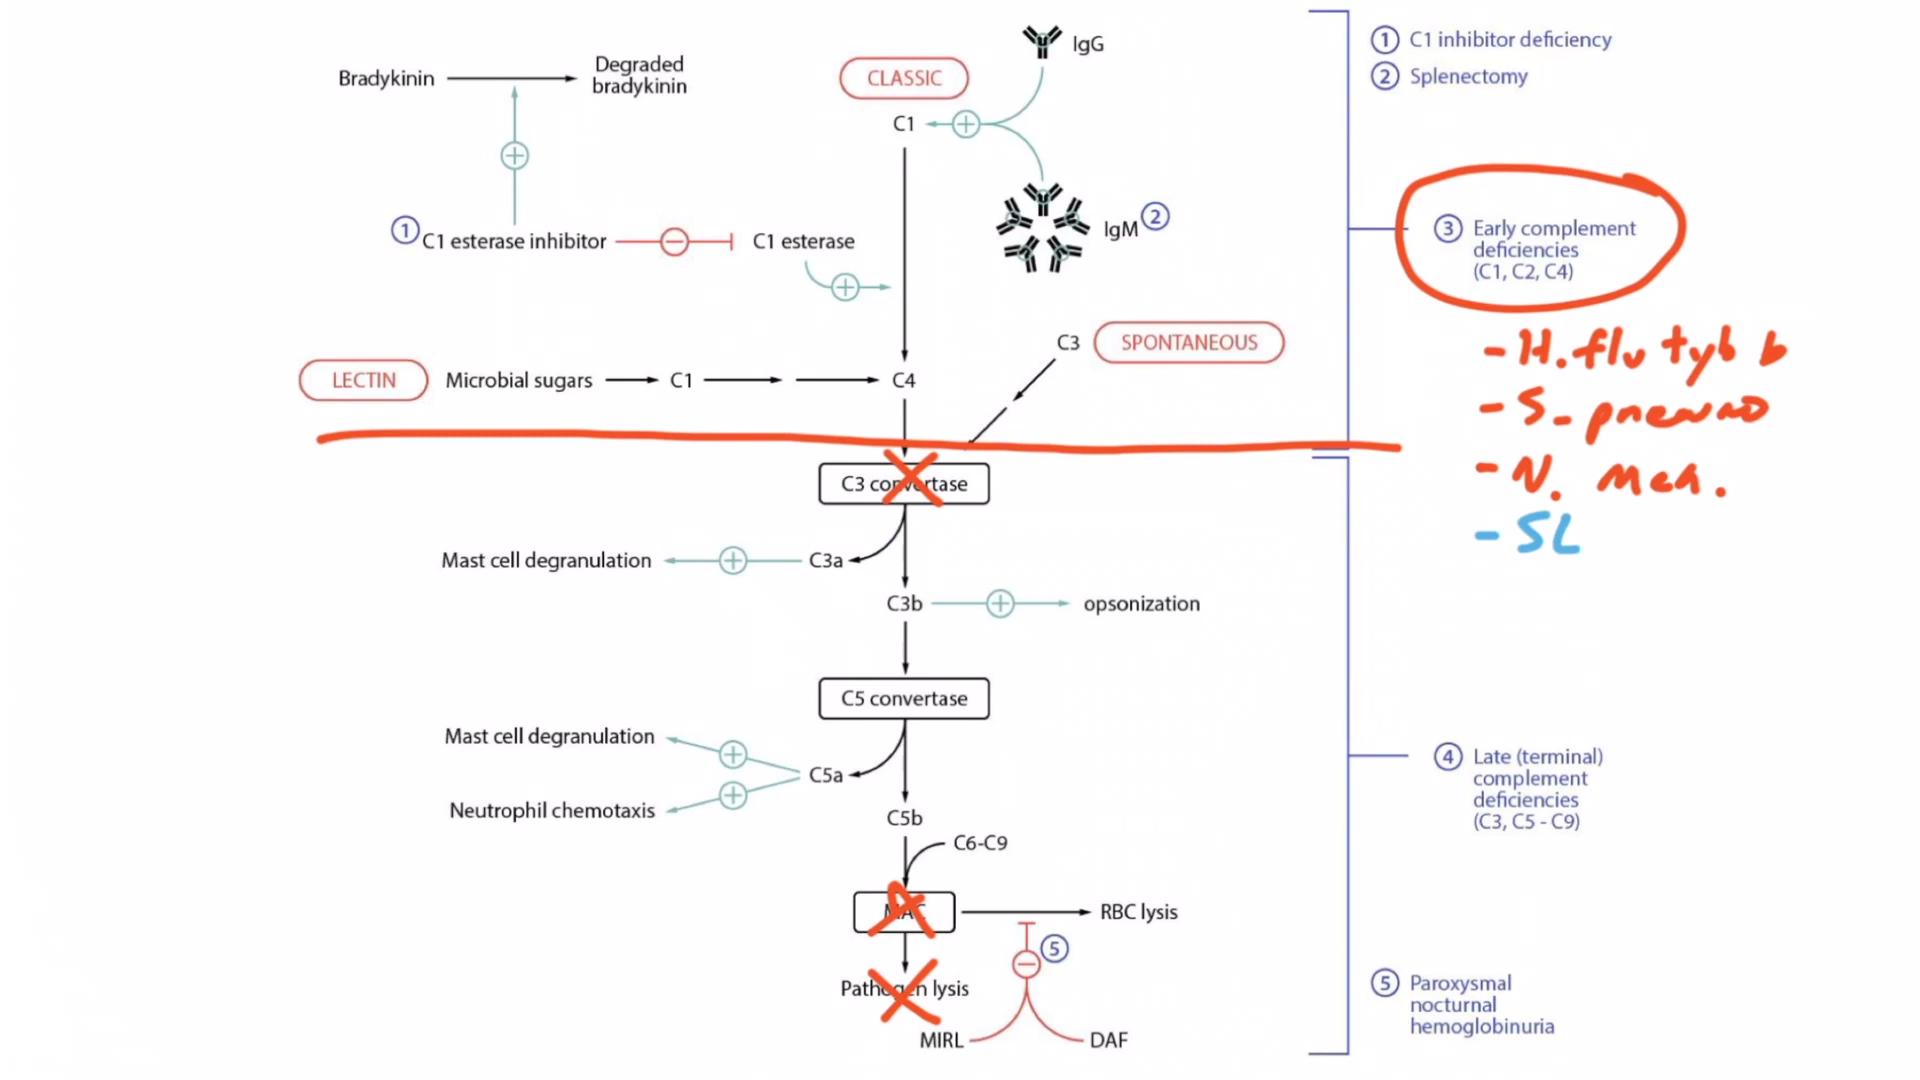 Bradykinin
Degraded
bradykinin
CLASSIC
IgG
C1
IgM
2
1
C1 esterase inhibitor
C1 esterase
LECTIN
Microbial sugars
C1
C4
C3
SPONTANEOUS
C3 convertase
Mast cell degranulation
C3a
C3b
opsonization
C5 convertase
Mast cell degranulation
C5a
Neutrophil chemotaxis
C5b
C6-C9
MAC
RBC lysis
5
Pathogen lysis
MIRL
DAF
1 C1 inhibitor deficiency
2 Splenectomy
3 Early complement
deficiencies
(C1, C2, C4)
- H. flu typ b
- S. pneumo
- N. Men.
- SL
4 Late (terminal)
complement
deficiencies
(C3, C5 - C9)
5 Paroxysmal
nocturnal
hemoglobinuria